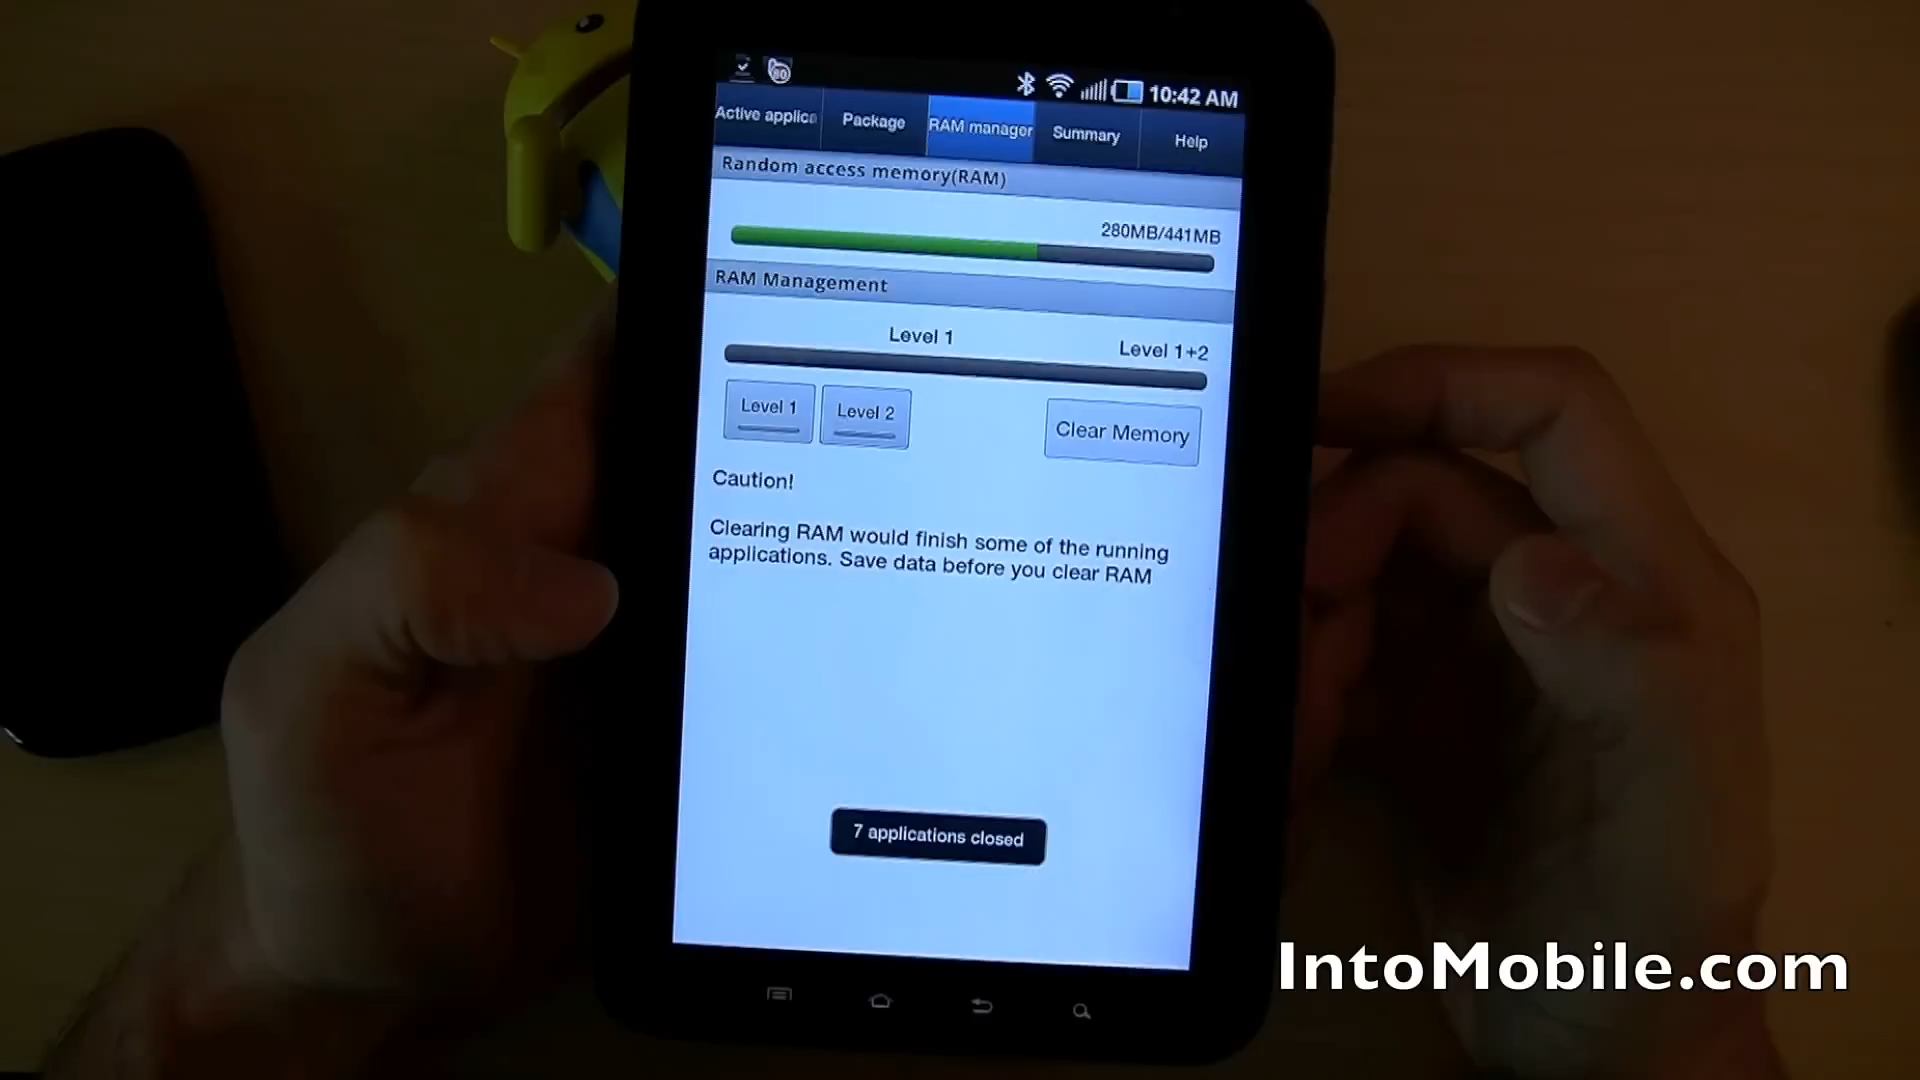 10:42 AM
Active applica
Package
RAM manager
Summary
Help
Random access memory(RAM)
280MB/441MB
RAM Management
Level 1
Level 1+2
Level 1
Level 2
Clear Memory
Caution!
Clearing RAM would finish some of the running
applications. Save data before you clear RAM
7 applications closed
IntoMobile.com